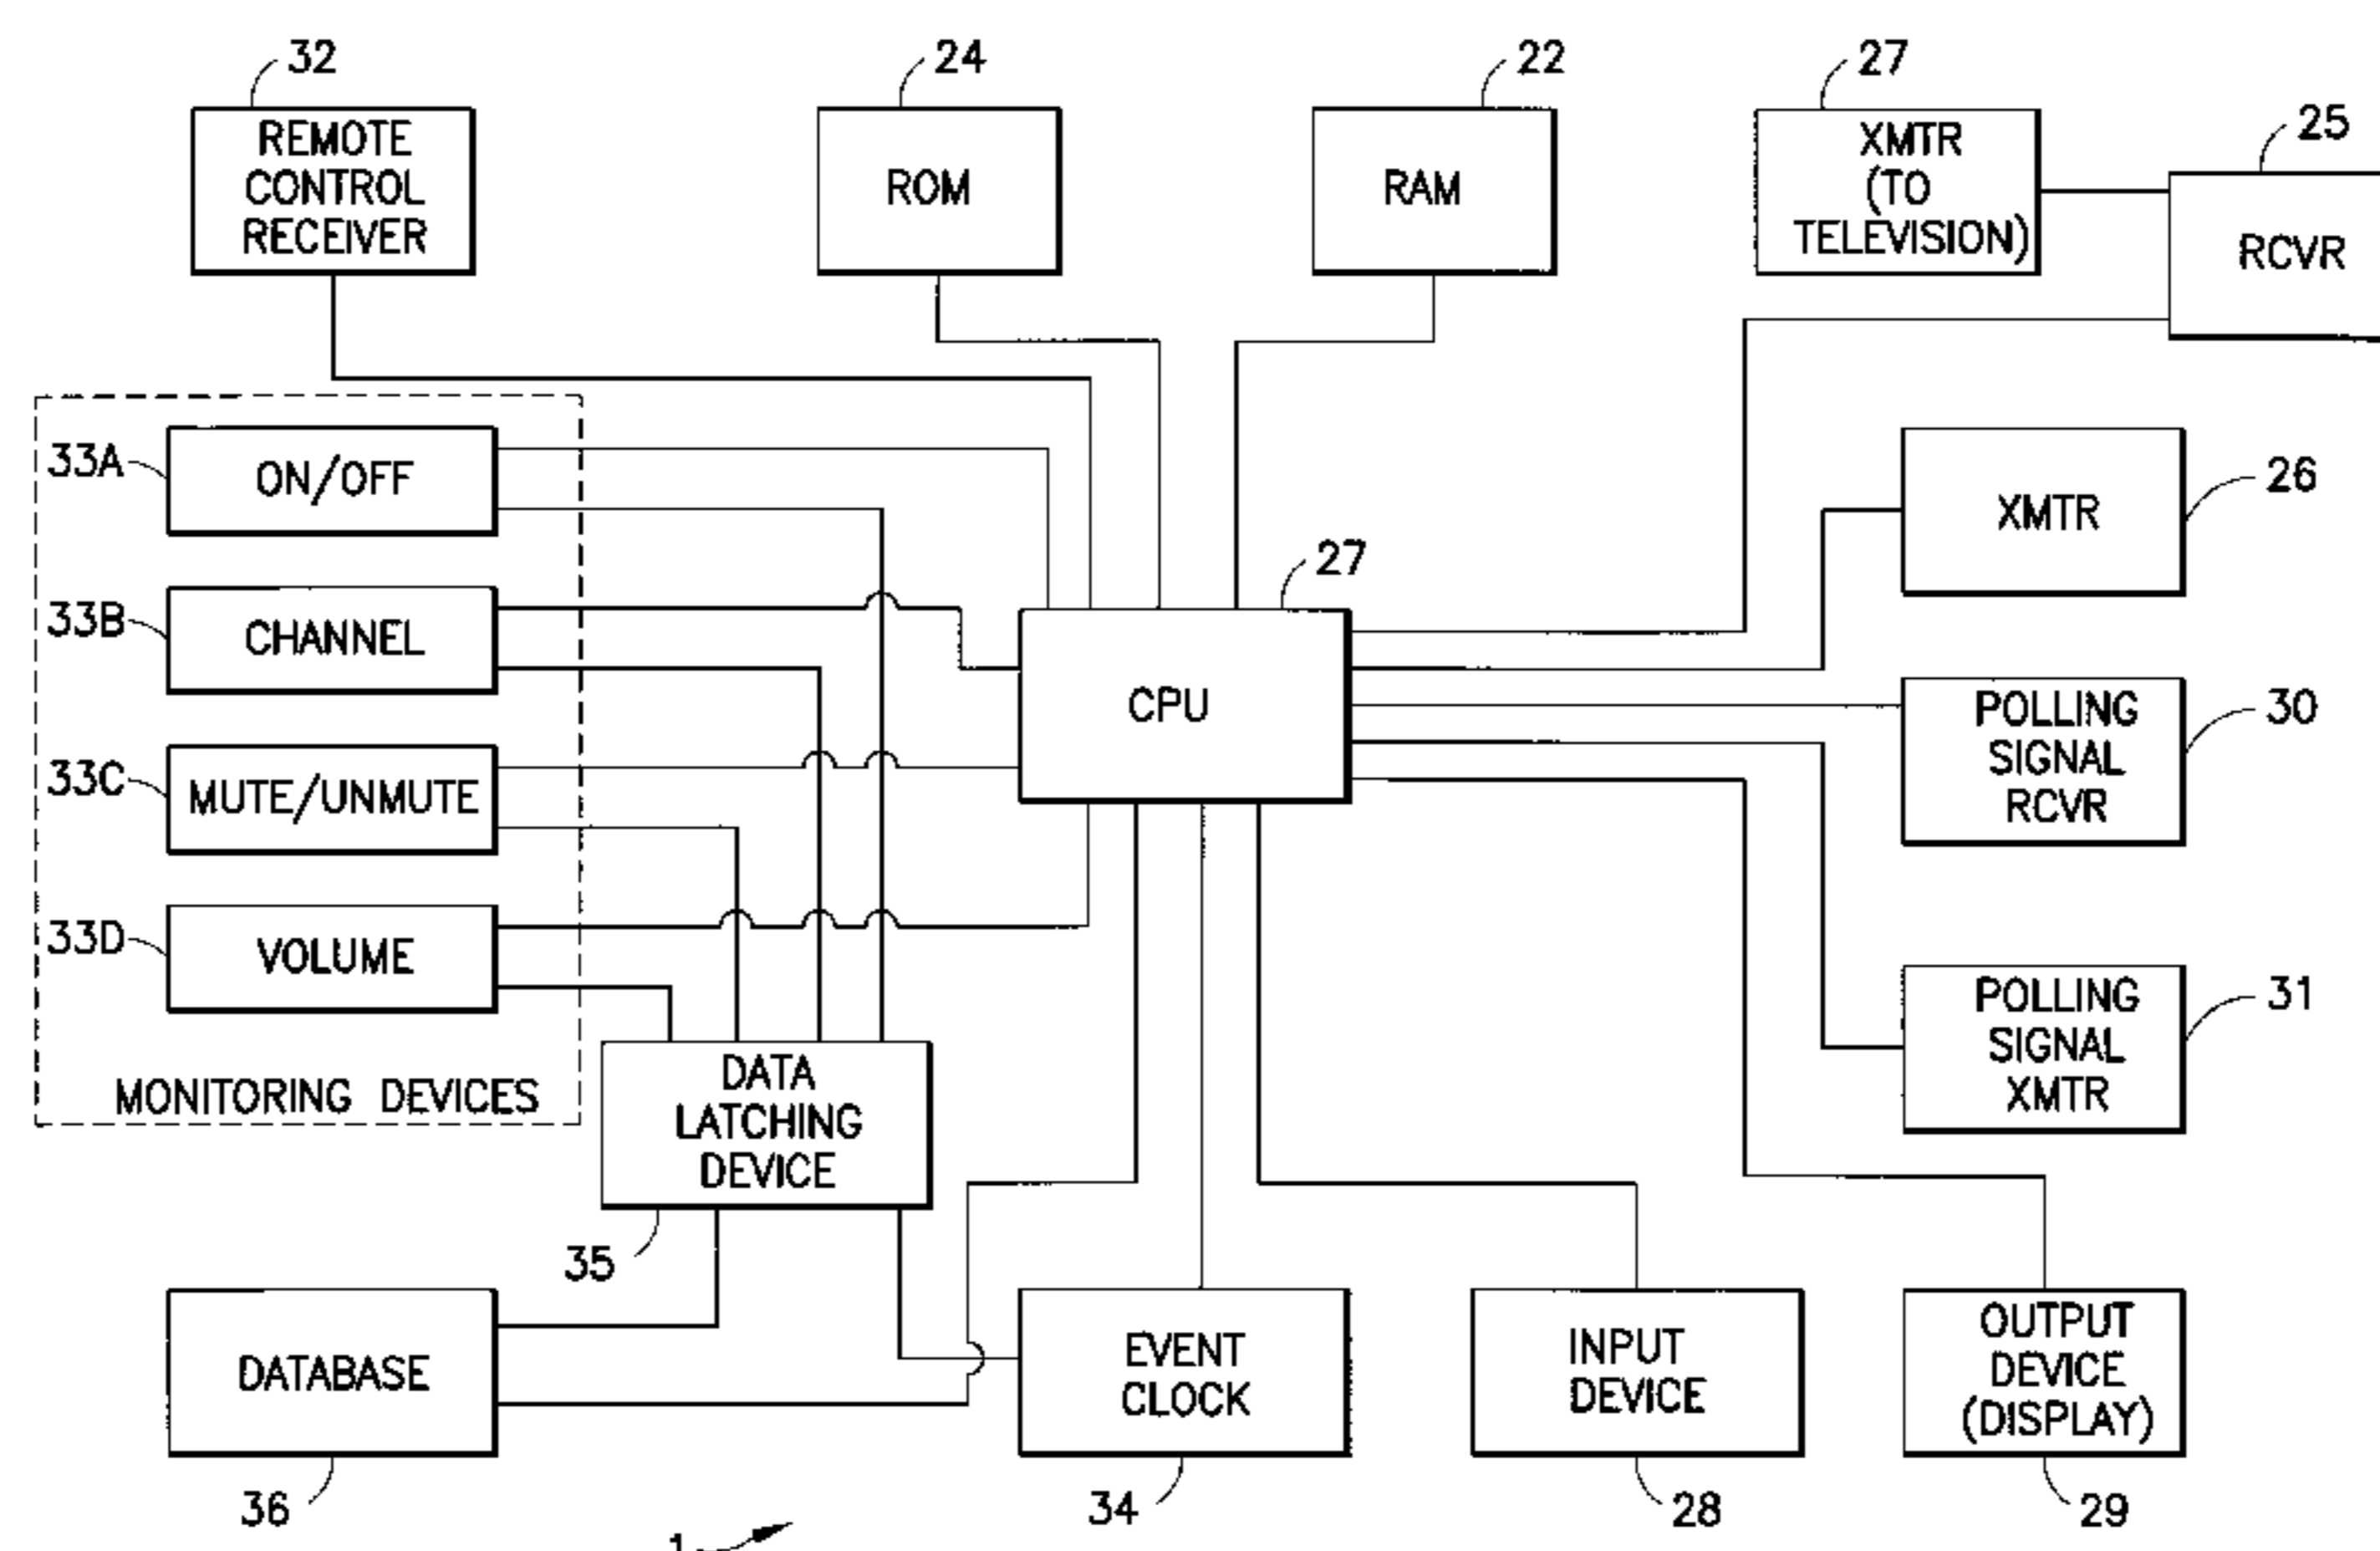 32
24
22
27
25
REMOTE
CONTROL
RECEIVER
ROM
RAM
XMTR
(TO
TELEVISION)
RCVR
33A
ON/OFF
33B
CHANNEL
33C
MUTE/UNMUTE
33D
VOLUME
MONITORING DEVICES
27
CPU
XMTR
26
POLLING
SIGNAL
RCVR
30
POLLING
SIGNAL
XMTR
31
DATA
LATCHING
DEVICE
35
DATABASE
36
EVENT
CLOCK
34
INPUT
DEVICE
28
OUTPUT
DEVICE
(DISPLAY)
29
1